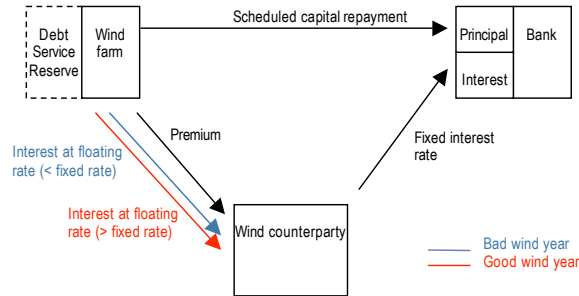 Scheduled capital repayment
Debt
Service
Reserve
Wind
farm
Principal
Bank
Interest
Premium
Fixed interest
rate
Interest at floating
rate (< fixed rate)
Interest at floating
rate (> fixed rate)
Wind counterparty
Bad wind year
Good wind year